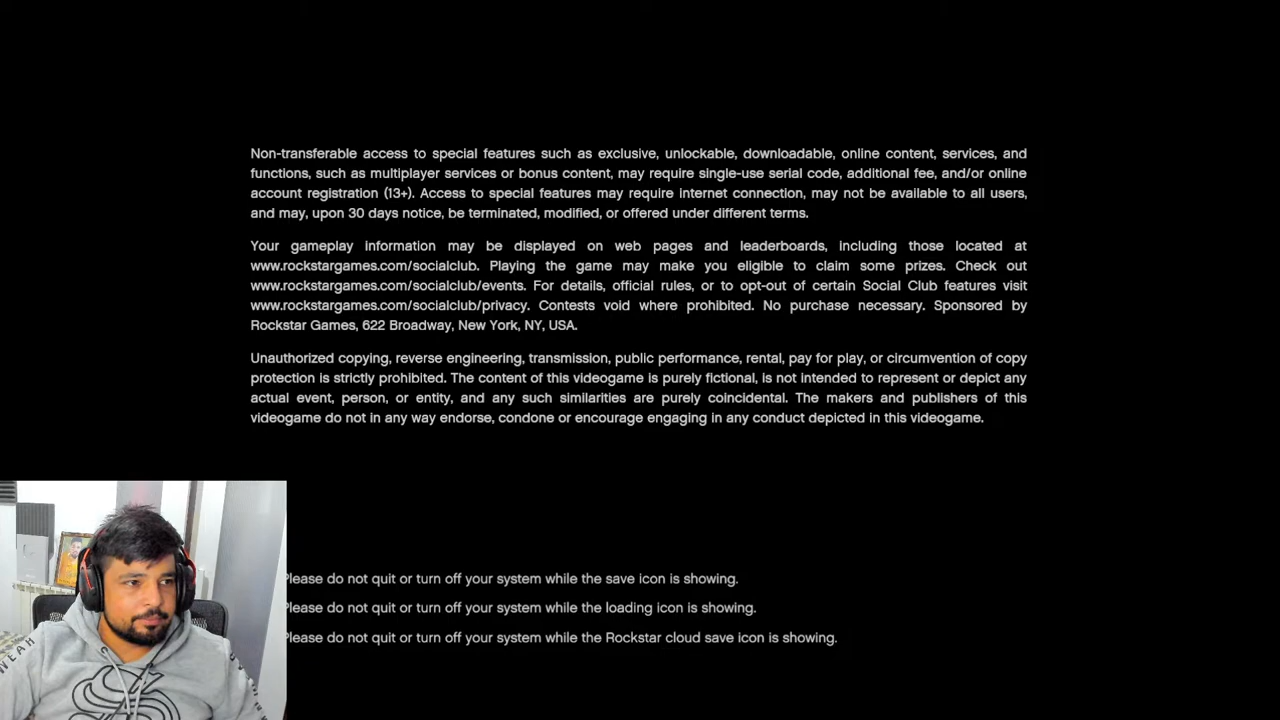 Non-transferable access to special features such as exclusive, unlockable, downloadable, online content, services, and
functions, such as multiplayer services or bonus content, may require single-use serial code, additional fee, and/or online
account registration (13+). Access to special features may require internet connection, may not be available to all users,
and may, upon 30 days notice, be terminated, modified, or offered under different terms.
Your gameplay information may be displayed on web pages and leaderboards, including those located at
www.rockstargames.com/socialclub. Playing the game may make you eligible to claim some prizes. Check out
www.rockstargames.com/socialclub/events. For details, official rules, or to opt-out of certain Social Club features visit
www.rockstargames.com/socialclub/privacy. Contests void where prohibited. No purchase necessary. Sponsored by
Rockstar Games, 622 Broadway, New York, NY, USA.
Unauthorized copying, reverse engineering, transmission, public performance, rental, pay for play, or circumvention of copy
protection is strictly prohibited. The content of this videogame is purely fictional, is not intended to represent or depict any
actual event, person, or entity, and any such similarities are purely coincidental. The makers and publishers of this
videogame do not in any way endorse, condone or encourage engaging in any conduct depicted in this videogame.
Please do not quit or turn off your system while the save icon is showing.
Please do not quit or turn off your system while the loading icon is showing.
Please do not quit or turn off your system while the Rockstar cloud save icon is showing.